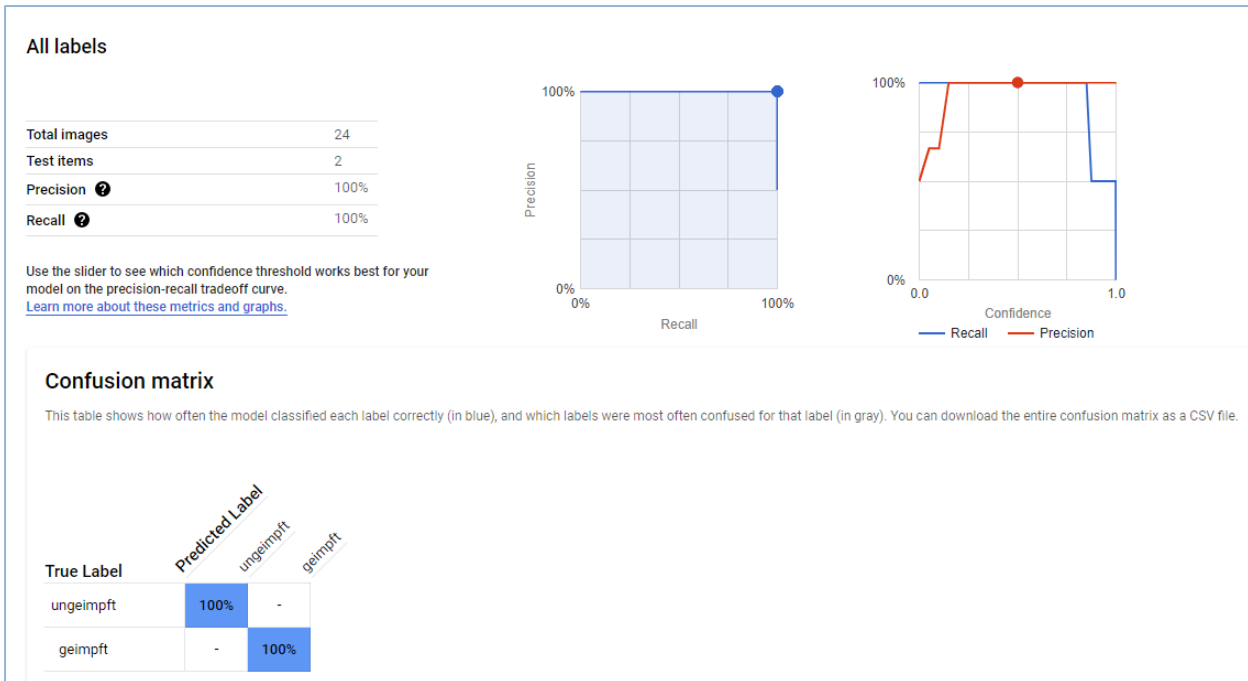 All labels
Total images 24
Test items 2
Precision ? 100%
Recall ? 100%
Use the slider to see which confidence threshold works best for your
model on the precision-recall tradeoff curve.
Learn more about these metrics and graphs.
100%
Precision
0%
0% 100%
Recall
100%
0%
0.0 1.0
Confidence
Recall Precision
Confusion matrix
This table shows how often the model classified each label correctly (in blue), and which labels were most often confused for that label (in gray). You can download the entire confusion matrix as a CSV file.
True Label Predicted Label ungeimpft geimpft
ungeimpft 100% -
geimpft - 100%